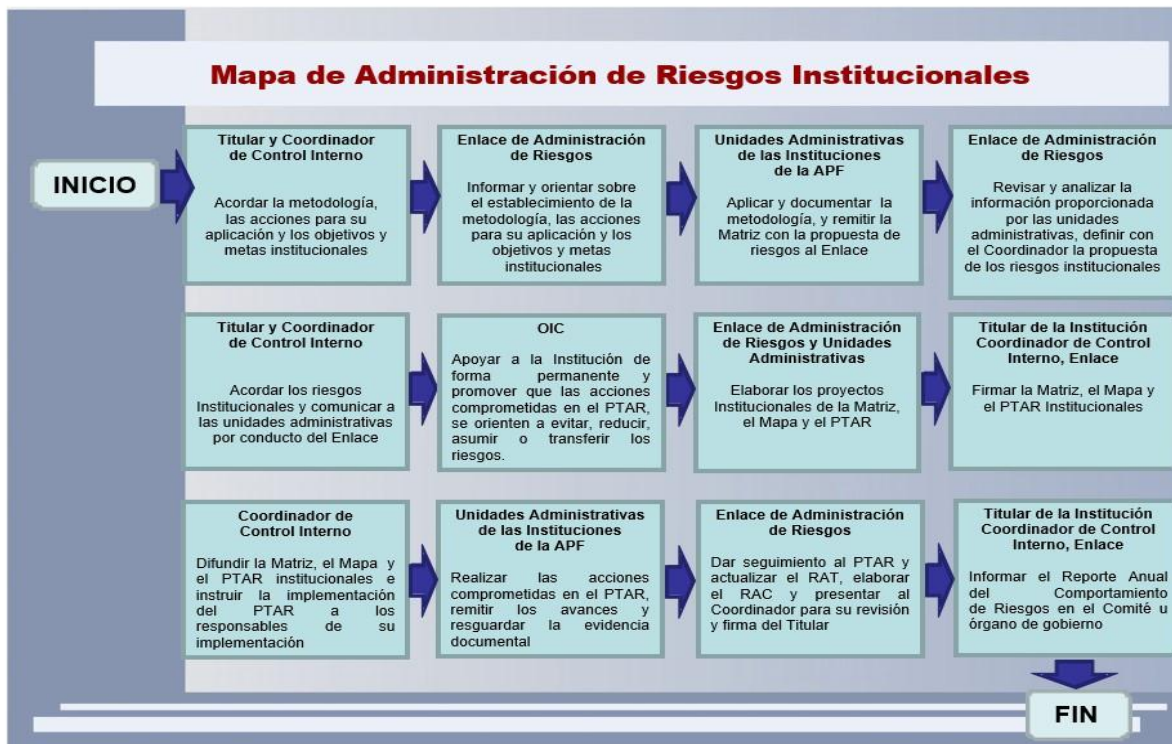 Mapa de Administración de Riesgos Institucionales
INICIO
Titular y Coordinador
de Control Interno
Acordar la metodología,
las acciones para su
aplicación y los objetivos y
metas institucionales
Enlace de Administración
de Riesgos
Informar y orientar sobre
el establecimiento de la
metodología, las acciones
para su aplicación y los
objetivos y metas
institucionales
Unidades Administrativas
de las Instituciones
de la APF
Aplicar y documentar la
metodología, y remitir la
Matriz con la propuesta de
riesgos al Enlace
Enlace de Administración
de Riesgos
Revisar y analizar la
información proporcionada
por las unidades
administrativas, definir con
el Coordinador la propuesta
de los riesgos institucionales
Titular y Coordinador
de Control Interno
Acordar los riesgos
Institucionales y comunicar a
las unidades administrativas
por conducto del Enlace
OIC
Apoyar a la Institución de
forma permanente y
promover que las acciones
comprometidas en el PTAR,
se orienten a evitar, reducir,
asumir o transferir los
riesgos.
Enlace de Administración
de Riesgos y Unidades
Administrativas
Elaborar los proyectos
Institucionales de la Matriz,
el Mapa y el PTAR
Titular de la Institución
Coordinador de Control
Interno, Enlace
Firmar la Matriz, el Mapa y
el PTAR Institucionales
Coordinador de
Control Interno
Difundir la Matriz, el Mapa y
el PTAR institucionales e
instruir la implementación
del PTAR a los
responsables de su
implementación
Unidades Administrativas
de las Instituciones
de la APF
Realizar las acciones
comprometidas en el PTAR,
remitir los avances y
resguardar la evidencia
documental
Enlace de Administración
de Riesgos
Dar seguimiento al PTAR y
actualizar el RAT, elaborar
el RAC y presentar al
Coordinador para su revisión
y firma del Titular
Titular de la Institución
Coordinador de Control
Interno, Enlace
Informar el Reporte Anual
del Comportamiento
de Riesgos en el Comité u
órgano de gobierno
FIN